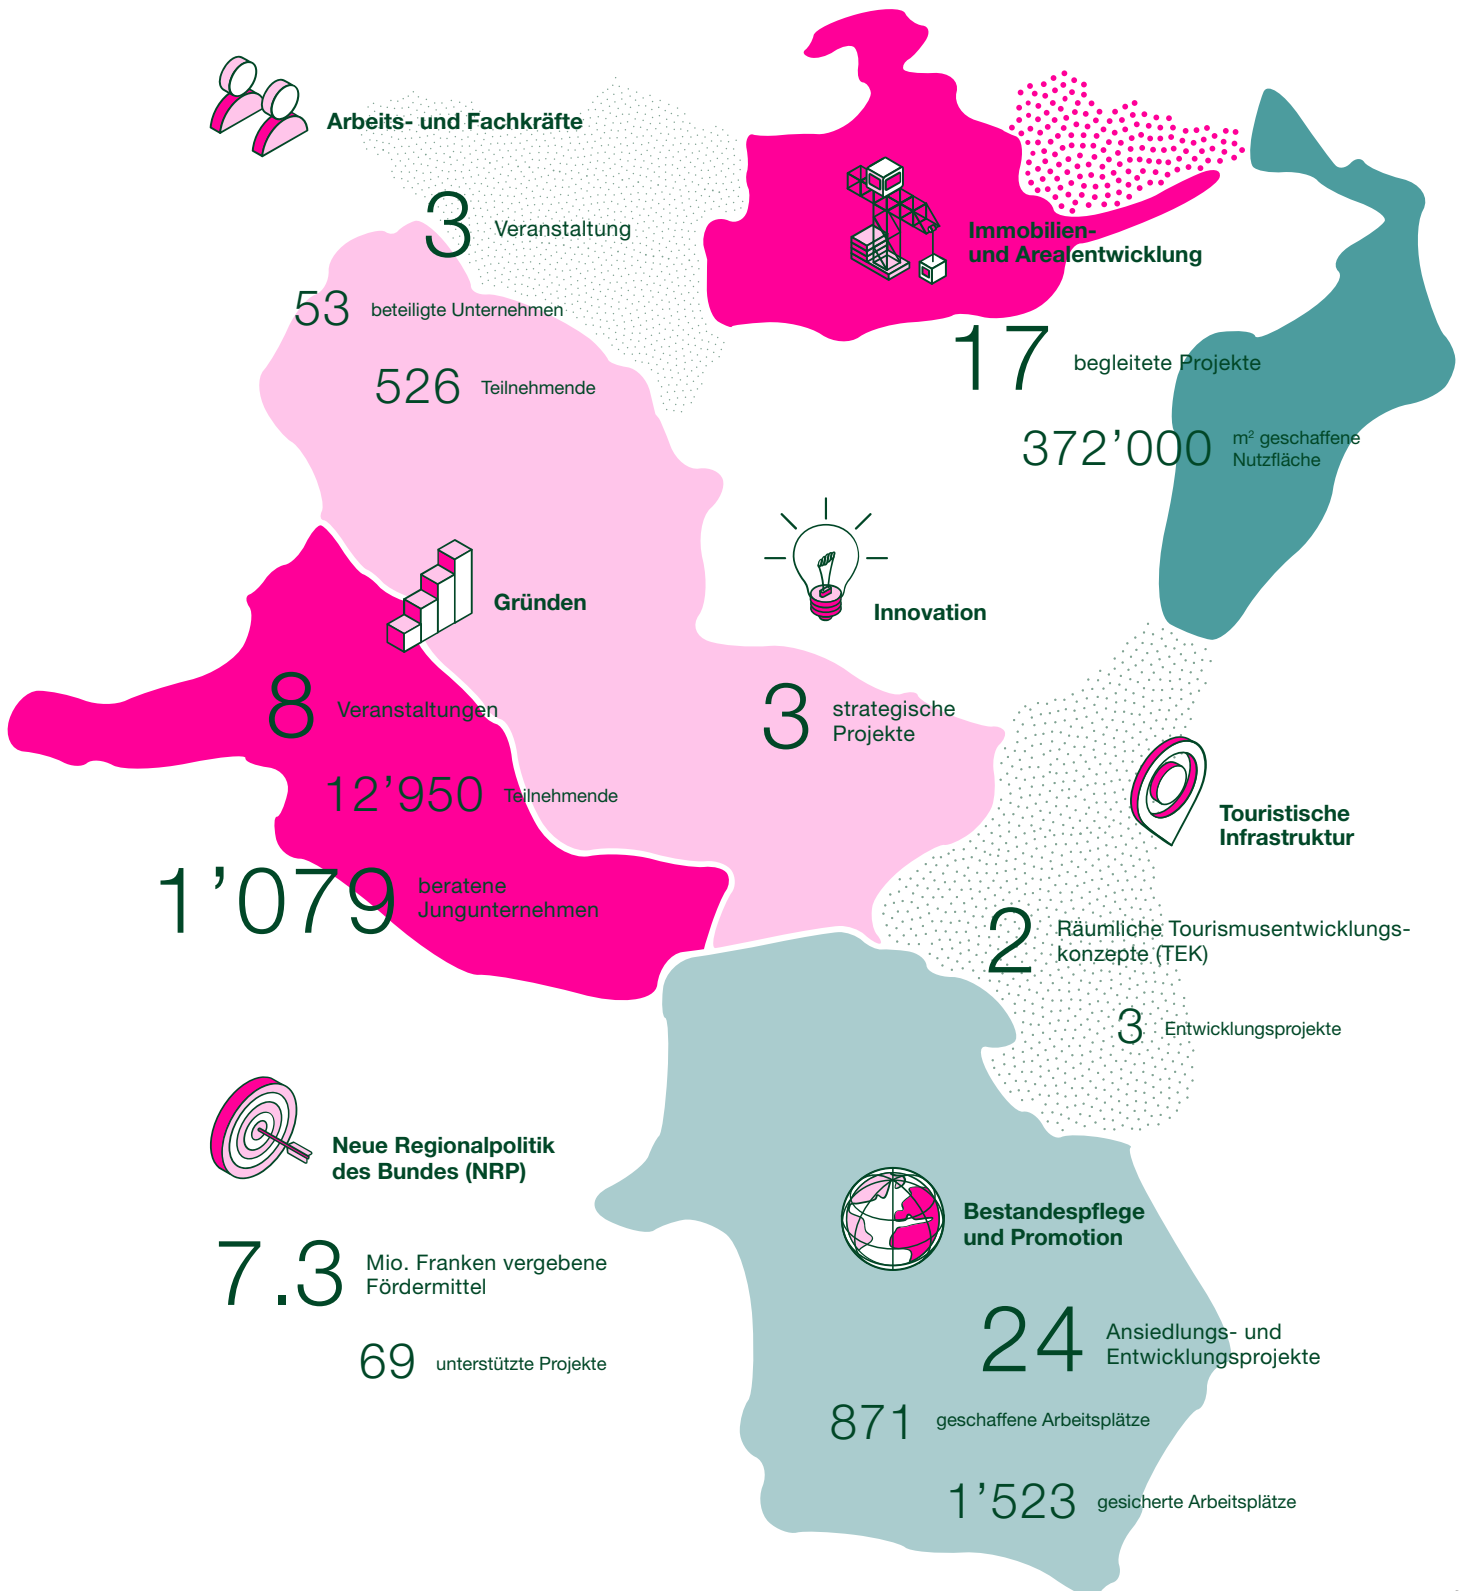 Arbeits- und Fachkräfte
3 Veranstaltung
53 beteiligte Unternehmen
526 Teilnehmende
Immobilien-
und Arealentwicklung
17 begleitete Projekte
372’000 m² geschaffene
Nutzfläche
Gründen
8 Veranstaltungen
12’950 Teilnehmende
1’079 beratene
Jungunternehmen
Innovation
3 strategische
Projekte
Touristische
Infrastruktur
2 Räumliche Tourismusentwicklungs-
konzepte (TEK)
3 Entwicklungsprojekte
Neue Regionalpolitik
des Bundes (NRP)
7.3 Mio. Franken vergebene
Fördermittel
69 unterstützte Projekte
Bestandespflege
und Promotion
24 Ansiedlungs- und
Entwicklungsprojekte
871 geschaffene Arbeitsplätze
1’523 gesicherte Arbeitsplätze